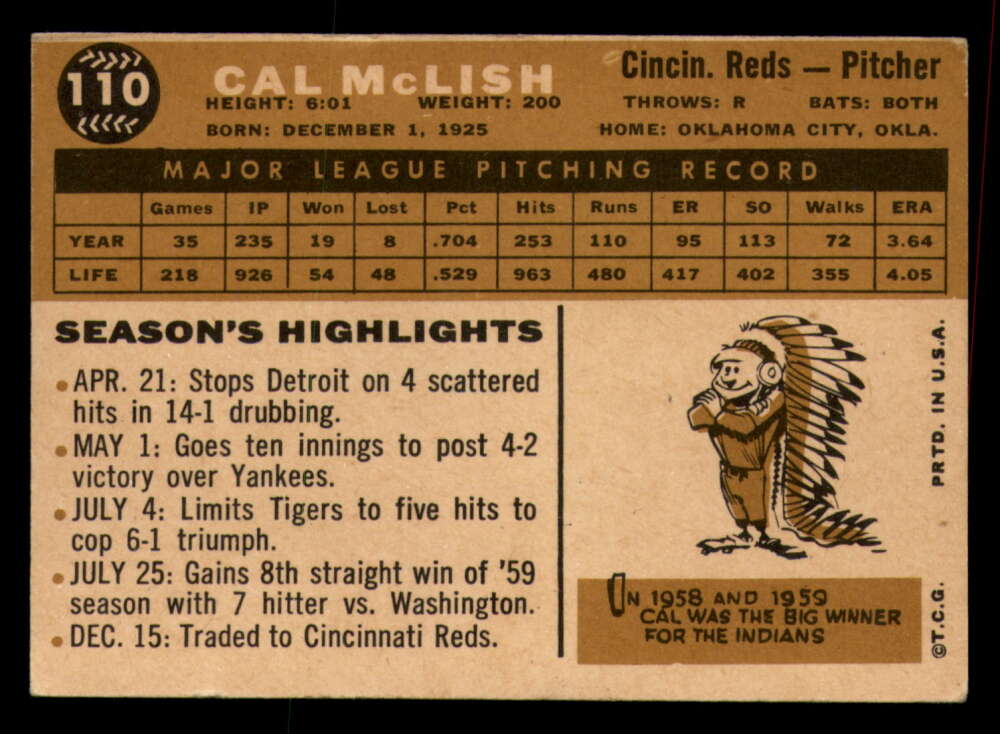 110
CAL McLISH
Cincin. Reds — Pitcher
HEIGHT: 6:01 WEIGHT: 200 THROWS: R BATS: BOTH
BORN: DECEMBER 1, 1925 HOME: OKLAHOMA CITY, OKLA.
MAJOR LEAGUE PITCHING RECORD
Games IP Won Lost Pct Hits Runs ER SO Walks ERA
YEAR 35 235 19 8 .704 253 110 95 113 72 3.64
LIFE 218 926 54 48 .529 963 480 417 402 355 4.05
SEASON'S HIGHLIGHTS
• APR. 21: Stops Detroit on 4 scattered
hits in 14-1 drubbing.
• MAY 1: Goes ten innings to post 4-2
victory over Yankees.
• JULY 4: Limits Tigers to five hits to
cop 6-1 triumph.
• JULY 25: Gains 8th straight win of '59
season with 7 hitter vs. Washington.
• DEC. 15: Traded to Cincinnati Reds.
IN 1958 AND 1959
CAL WAS THE BIG WINNER
FOR THE INDIANS
©T.C.G. PRTD. IN U.S.A.